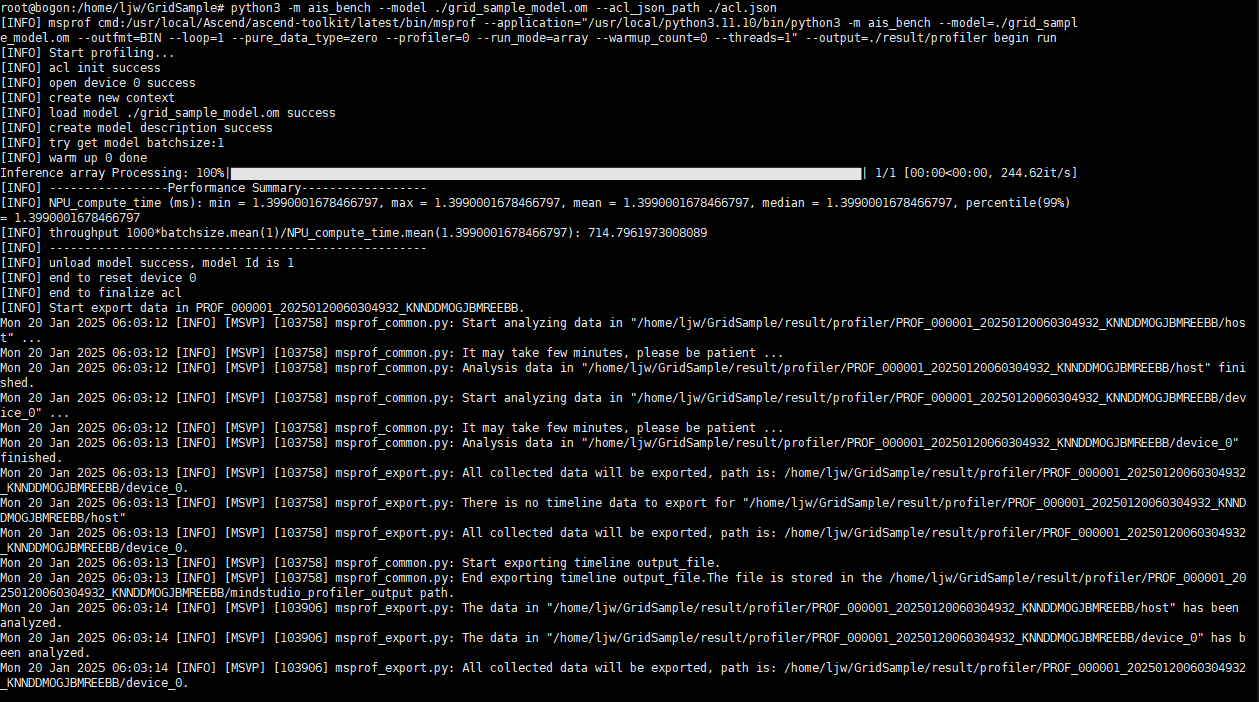 root@bogon:/home/ljw/GridSample# python3 -m ais_bench --model ./grid_sample_model.om --acl_json_path ./acl.json
[INFO] msprof cmd:/usr/local/Ascend/ascend-toolkit/latest/bin/msprof --application="/usr/local/python3.11.10/bin/python3 -m ais_bench --model=./grid_sampl
e_model.om --outfmt=BIN --loop=1 --pure_data_type=zero --profiler=0 --run_mode=array --warmup_count=0 --threads=1" --output=./result/profiler begin run
[INFO] Start profiling...
[INFO] acl init success
[INFO] open device 0 success
[INFO] create new context
[INFO] load model ./grid_sample_model.om success
[INFO] create model description success
[INFO] try get model batchsize:1
[INFO] warm up 0 done
Inference array Processing: 100%| | 1/1 [00:00<00:00, 244.62it/s]
[INFO] -----------------Performance Summary------------------
[INFO] NPU_compute_time (ms): min = 1.3990001678466797, max = 1.3990001678466797, mean = 1.3990001678466797, median = 1.3990001678466797, percentile(99%)
= 1.3990001678466797
[INFO] throughput 1000*batchsize.mean(1)/NPU_compute_time.mean(1.3990001678466797): 714.7961973008089
[INFO] ------------------------------------------------------
[INFO] unload model success, model Id is 1
[INFO] end to reset device 0
[INFO] end to finalize acl
[INFO] Start export data in PROF_000001_20250120060304932_KNNDDMOGJBMREEBB.
Mon 20 Jan 2025 06:03:12 [INFO] [MSVP] [103758] msprof_common.py: Start analyzing data in "/home/ljw/GridSample/result/profiler/PROF_000001_20250120060304932_KNNDDMOGJBMREEBB/hos
t" ...
Mon 20 Jan 2025 06:03:12 [INFO] [MSVP] [103758] msprof_common.py: It may take few minutes, please be patient ...
Mon 20 Jan 2025 06:03:12 [INFO] [MSVP] [103758] msprof_common.py: Analysis data in "/home/ljw/GridSample/result/profiler/PROF_000001_20250120060304932_KNNDDMOGJBMREEBB/host" fini
shed.
Mon 20 Jan 2025 06:03:12 [INFO] [MSVP] [103758] msprof_common.py: Start analyzing data in "/home/ljw/GridSample/result/profiler/PROF_000001_20250120060304932_KNNDDMOGJBMREEBB/dev
ice_0" ...
Mon 20 Jan 2025 06:03:12 [INFO] [MSVP] [103758] msprof_common.py: It may take few minutes, please be patient ...
Mon 20 Jan 2025 06:03:13 [INFO] [MSVP] [103758] msprof_common.py: Analysis data in "/home/ljw/GridSample/result/profiler/PROF_000001_20250120060304932_KNNDDMOGJBMREEBB/device_0"
finished.
Mon 20 Jan 2025 06:03:13 [INFO] [MSVP] [103758] msprof_export.py: All collected data will be exported, path is: /home/ljw/GridSample/result/profiler/PROF_000001_20250120060304932
_KNNDDMOGJBMREEBB/device_0.
Mon 20 Jan 2025 06:03:13 [INFO] [MSVP] [103758] msprof_export.py: There is no timeline data to export for "/home/ljw/GridSample/result/profiler/PROF_000001_20250120060304932_KNND
DMOGJBMREEBB/host"
Mon 20 Jan 2025 06:03:13 [INFO] [MSVP] [103758] msprof_export.py: All collected data will be exported, path is: /home/ljw/GridSample/result/profiler/PROF_000001_20250120060304932
_KNNDDMOGJBMREEBB/device_0.
Mon 20 Jan 2025 06:03:13 [INFO] [MSVP] [103758] msprof_common.py: Start exporting timeline output_file.
Mon 20 Jan 2025 06:03:13 [INFO] [MSVP] [103758] msprof_common.py: End exporting timeline output_file.The file is stored in the /home/ljw/GridSample/result/profiler/PROF_000001_20
250120060304932_KNNDDMOGJBMREEBB/mindstudio_profiler_output path.
Mon 20 Jan 2025 06:03:14 [INFO] [MSVP] [103906] msprof_export.py: The data in "/home/ljw/GridSample/result/profiler/PROF_000001_20250120060304932_KNNDDMOGJBMREEBB/host" has been
analyzed.
Mon 20 Jan 2025 06:03:14 [INFO] [MSVP] [103906] msprof_export.py: The data in "/home/ljw/GridSample/result/profiler/PROF_000001_20250120060304932_KNNDDMOGJBMREEBB/device_0" has b
een analyzed.
Mon 20 Jan 2025 06:03:14 [INFO] [MSVP] [103906] msprof_export.py: All collected data will be exported, path is: /home/ljw/GridSample/result/profiler/PROF_000001_20250120060304932
_KNNDDMOGJBMREEBB/device_0.